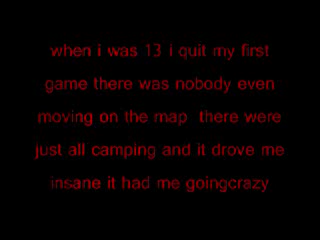 when i was 13 i quit my first
game there was nobody even
moving on the map  there were
just all camping and it drove me
insane it had me goingcrazy